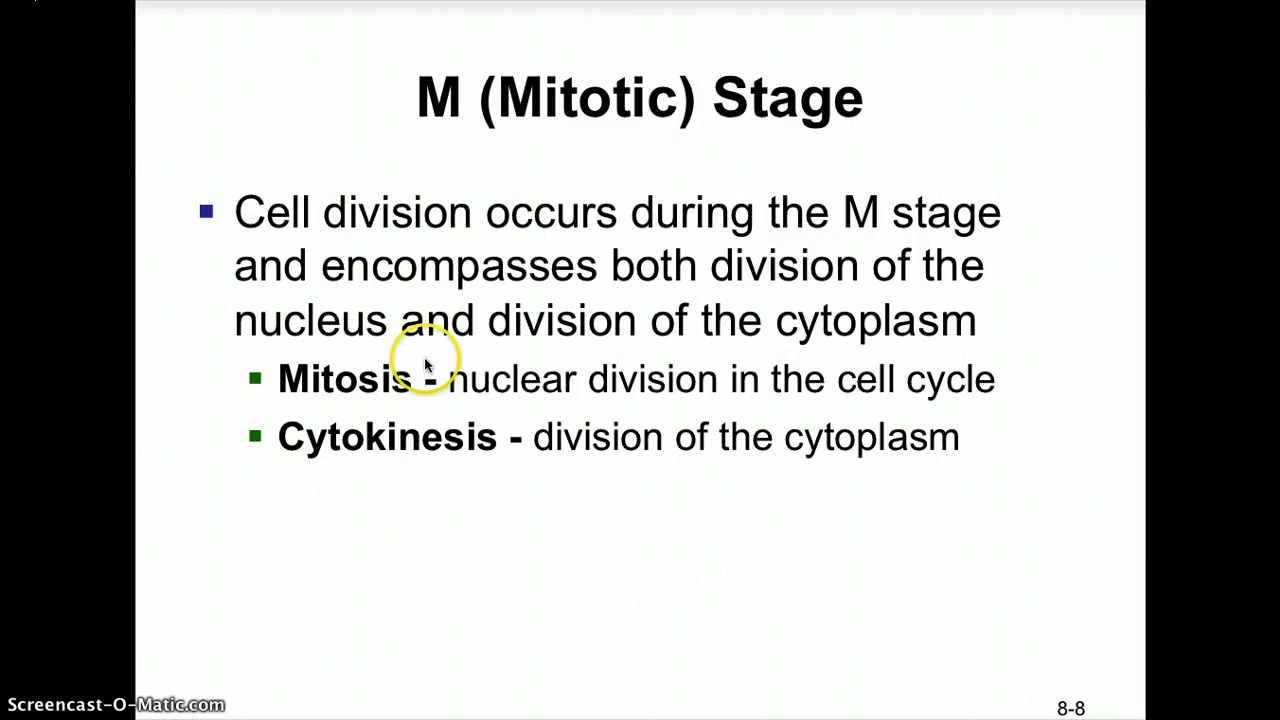 M (Mitotic) Stage
Cell division occurs during the M stage
and encompasses both division of the
nucleus and division of the cytoplasm
Mitosis - nuclear division in the cell cycle
Cytokinesis - division of the cytoplasm
Screencast-O-Matic.com
8-8